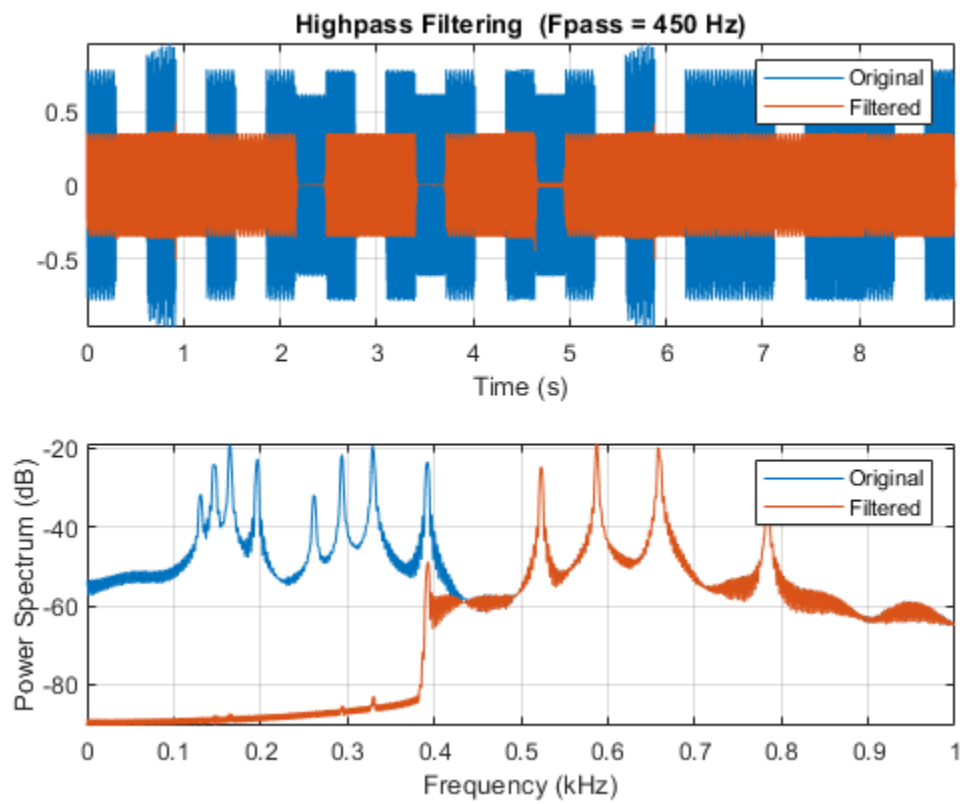 Highpass Filtering (Fpass = 450 Hz)
Original
Filtered
0.5
0
-0.5
0 1 2 3 4 5 6 7 8
Time (s)
Power Spectrum (dB)
-20
Original
Filtered
-40
-60
-80
0 0.1 0.2 0.3 0.4 0.5 0.6 0.7 0.8 0.9 1
Frequency (kHz)